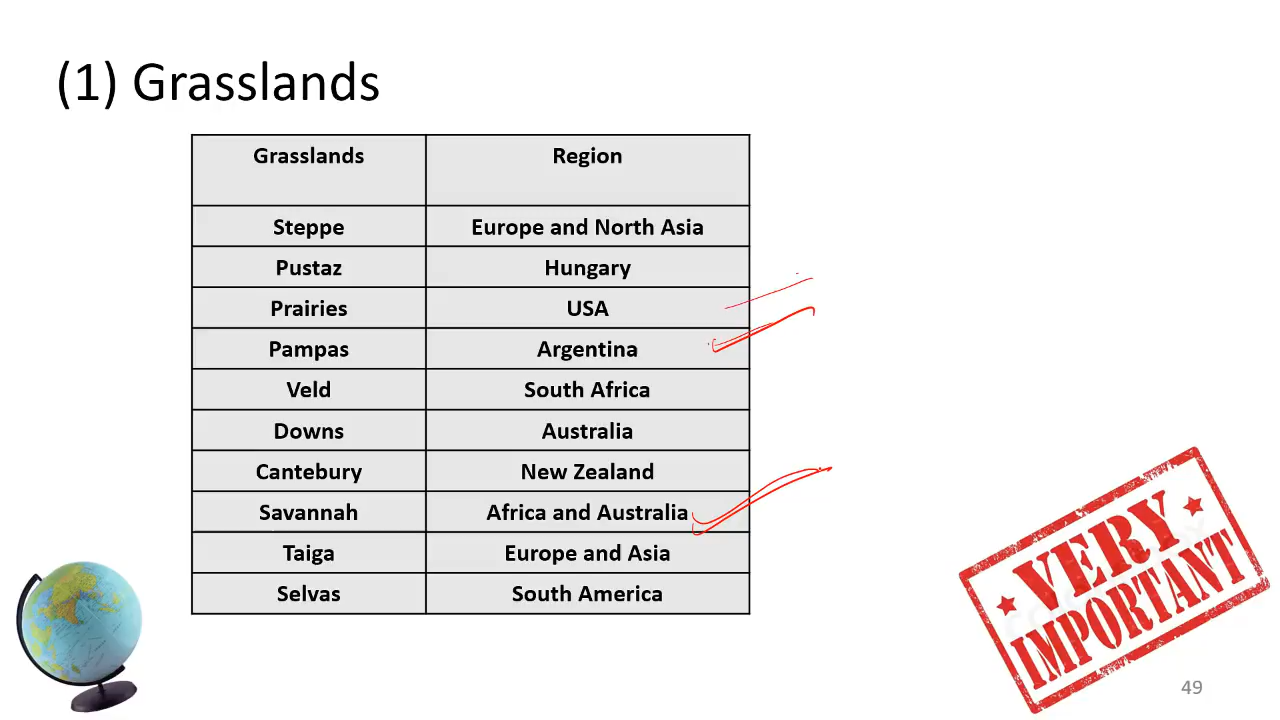 (1) Grasslands
Grasslands Region
Steppe Europe and North Asia
Pustaz Hungary
Prairies USA
Pampas Argentina
Veld South Africa
Downs Australia
Cantebury New Zealand
Savannah Africa and Australia
Taiga Europe and Asia
Selvas South America
VERY
IMPORTANT
49